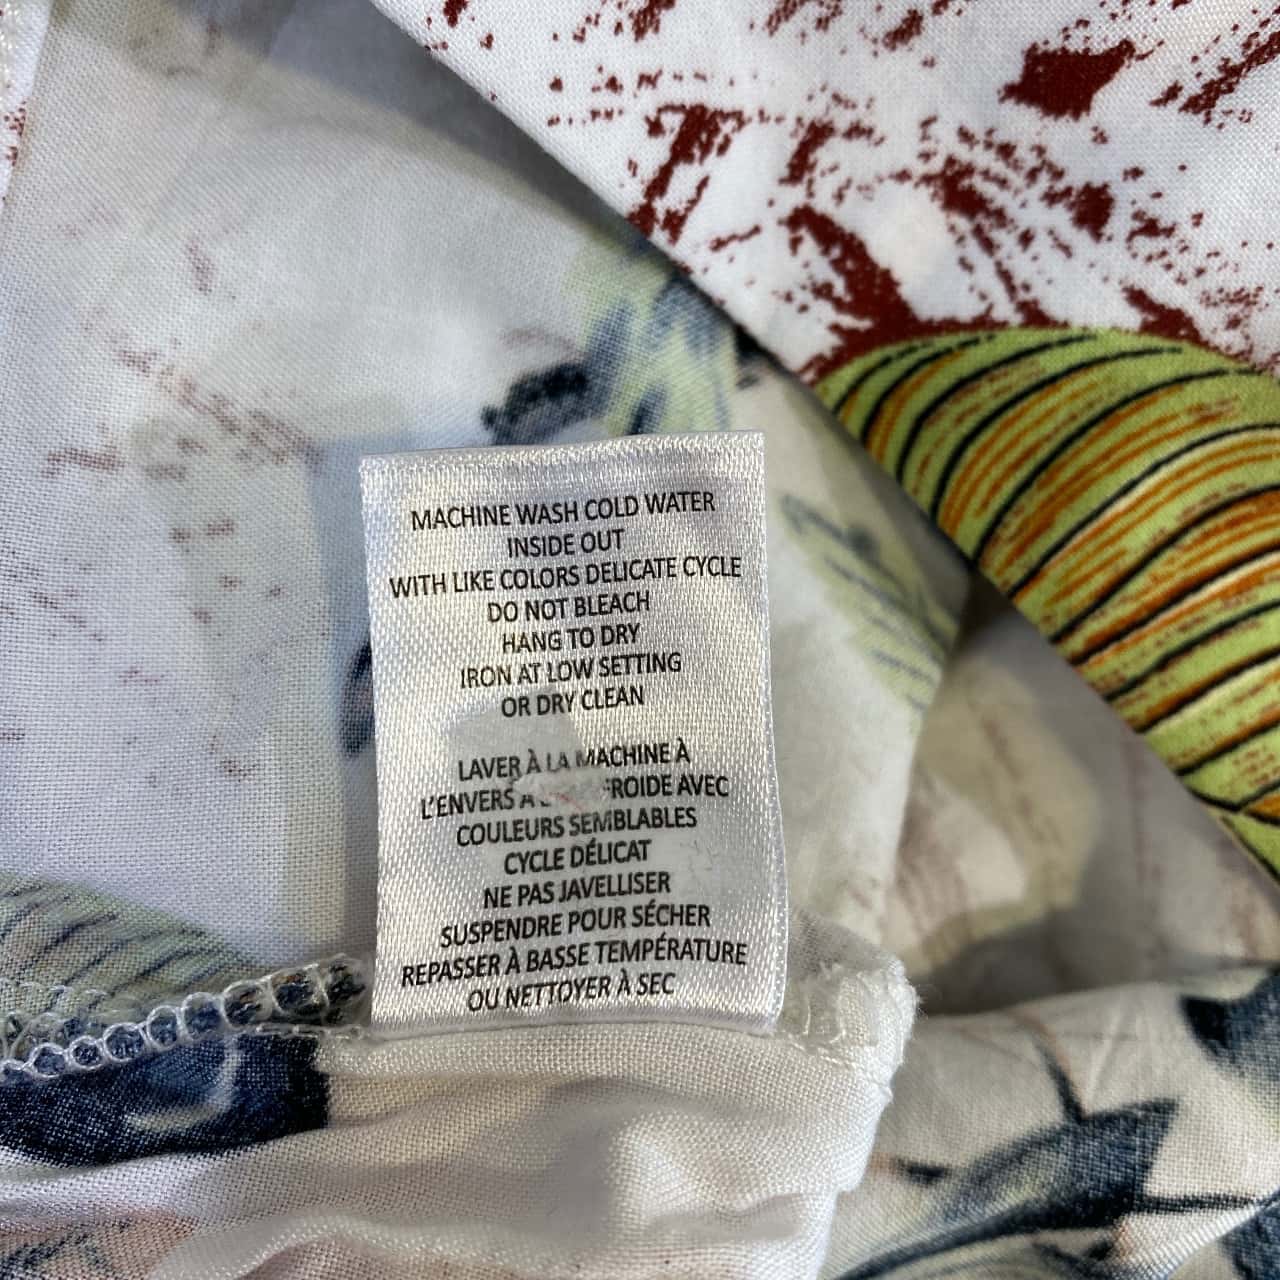 MACHINE WASH COLD WATER
INSIDE OUT
WITH LIKE COLORS DELICATE CYCLE
DO NOT BLEACH
HANG TO DRY
IRON AT LOW SETTING
OR DRY CLEAN
LAVER À LA MACHINE À
L'ENVERS AVEC
COULEURS SEMBLABLES
CYCLE DÉLICAT
NE PAS JAVELLISER
SUSPENDRE POUR SÉCHER
REPASSER À BASSE TEMPÉRATURE
OU NETTOYER À SEC